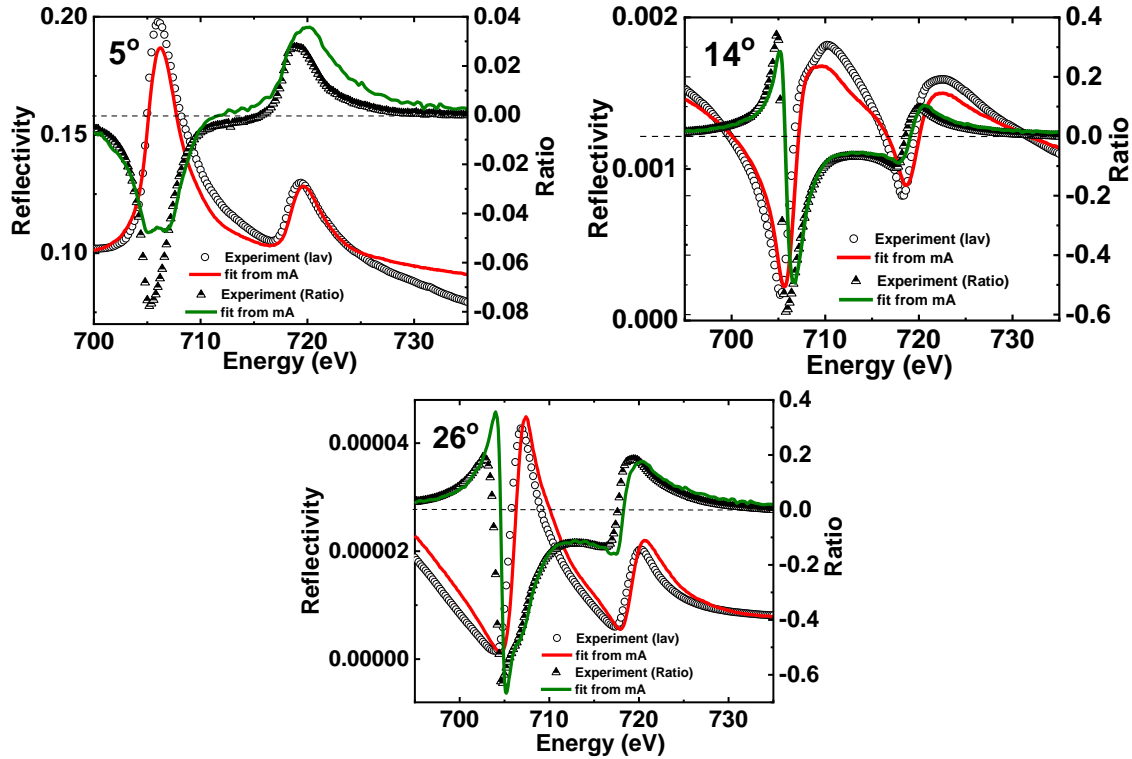 0.20
0.15
0.10
Reflectivity
5°
0.04
0.02
0.00
-0.02
-0.04
-0.06
-0.08
Ratio
Experiment (Iav)
fit from mA
Experiment (Ratio)
fit from mA
700 710 720 730
Energy (eV)
0.002
0.001
0.000
Reflectivity
14°
0.4
0.2
0.0
-0.2
-0.4
-0.6
Ratio
Experiment (Iav)
fit from mA
Experiment (Ratio)
fit from mA
700 710 720 730
Energy (eV)
0.00004
0.00002
0.00000
Reflectivity
26°
0.4
0.2
0.0
-0.2
-0.4
-0.6
Ratio
Experiment (Iav)
fit from mA
Experiment (Ratio)
fit from mA
700 710 720 730
Energy (eV)